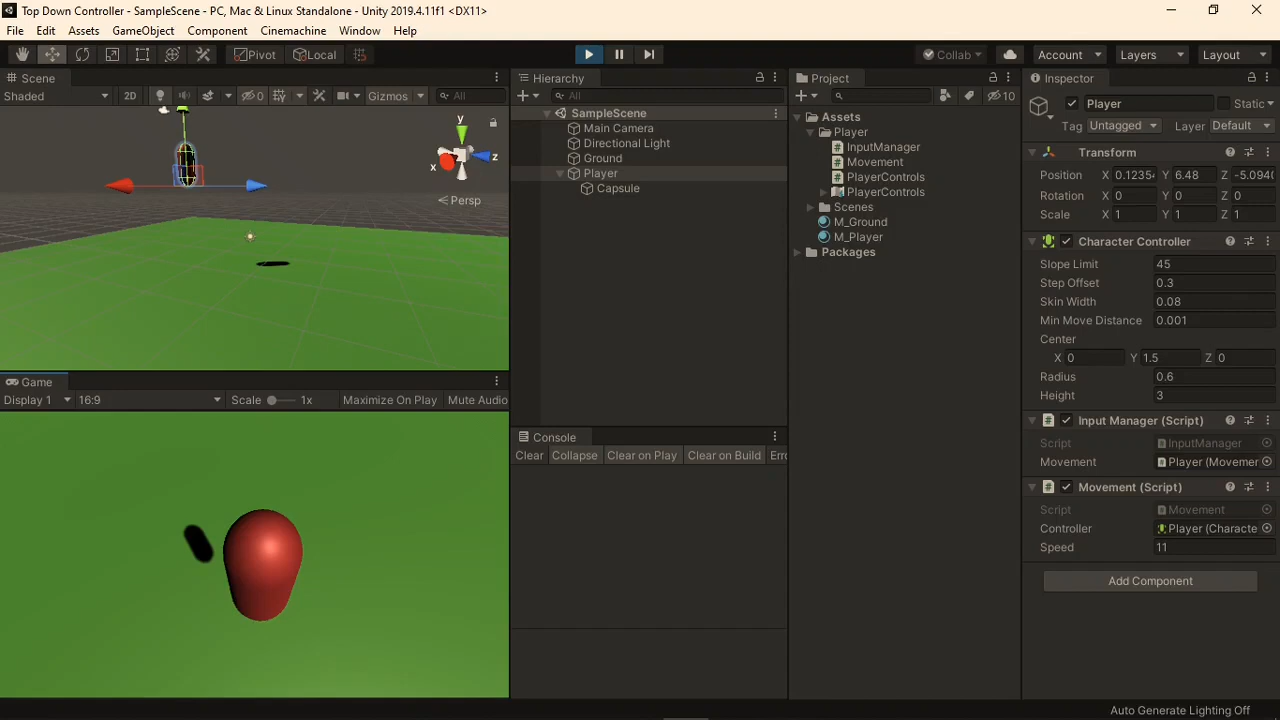 Top Down Controller - SampleScene - PC, Mac & Linux Standalone - Unity 2019.4.11f1 <DX11>
File Edit Assets GameObject Component Cinemachine Window Help
Pivot Local Collab Account Layers Layout
Scene
Shaded 2D 0 Gizmos All
y
x
z
Persp
Game
Display 1 16:9 Scale 1x Maximize On Play Mute Audio
Hierarchy
All
SampleScene
Main Camera
Directional Light
Ground
Player
Capsule
Console
Clear Collapse Clear on Play Clear on Build Erro
Project
10
Assets
Player
InputManager
Movement
PlayerControls
PlayerControls
Scenes
M_Ground
M_Player
Packages
Inspector
Player Static
Tag Untagged Layer Default
Transform
Position X 0.1235 Y 6.48 Z -5.0940
Rotation X 0 Y 0 Z 0
Scale X 1 Y 1 Z 1
Character Controller
Slope Limit 45
Step Offset 0.3
Skin Width 0.08
Min Move Distance 0.001
Center
X 0 Y 1.5 Z 0
Radius 0.6
Height 3
Input Manager (Script)
Script InputManager
Movement Player (Movemer
Movement (Script)
Script Movement
Controller Player (Characte
Speed 11
Add Component
Auto Generate Lighting Off